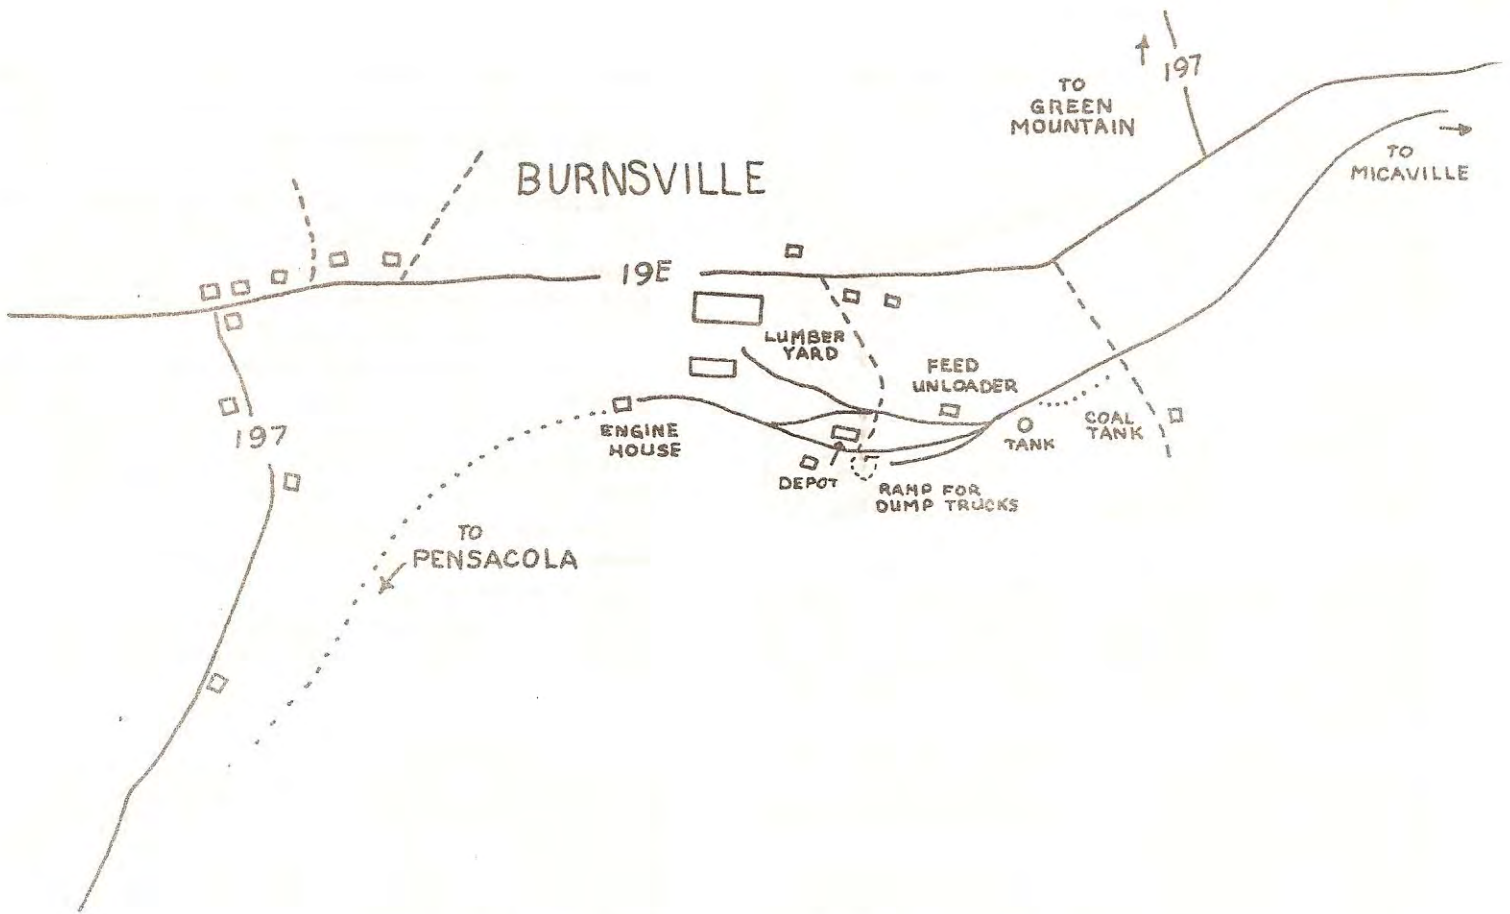 197
TO
GREEN
MOUNTAIN
TO
MICAVILLE
BURNSVILLE
19E
LUMBER
YARD
FEED
UNLOADER
ENGINE
HOUSE
197
TANK
COAL
TANK
DEPOT
RAMP FOR
DUMP TRUCKS
TO
PENSACOLA